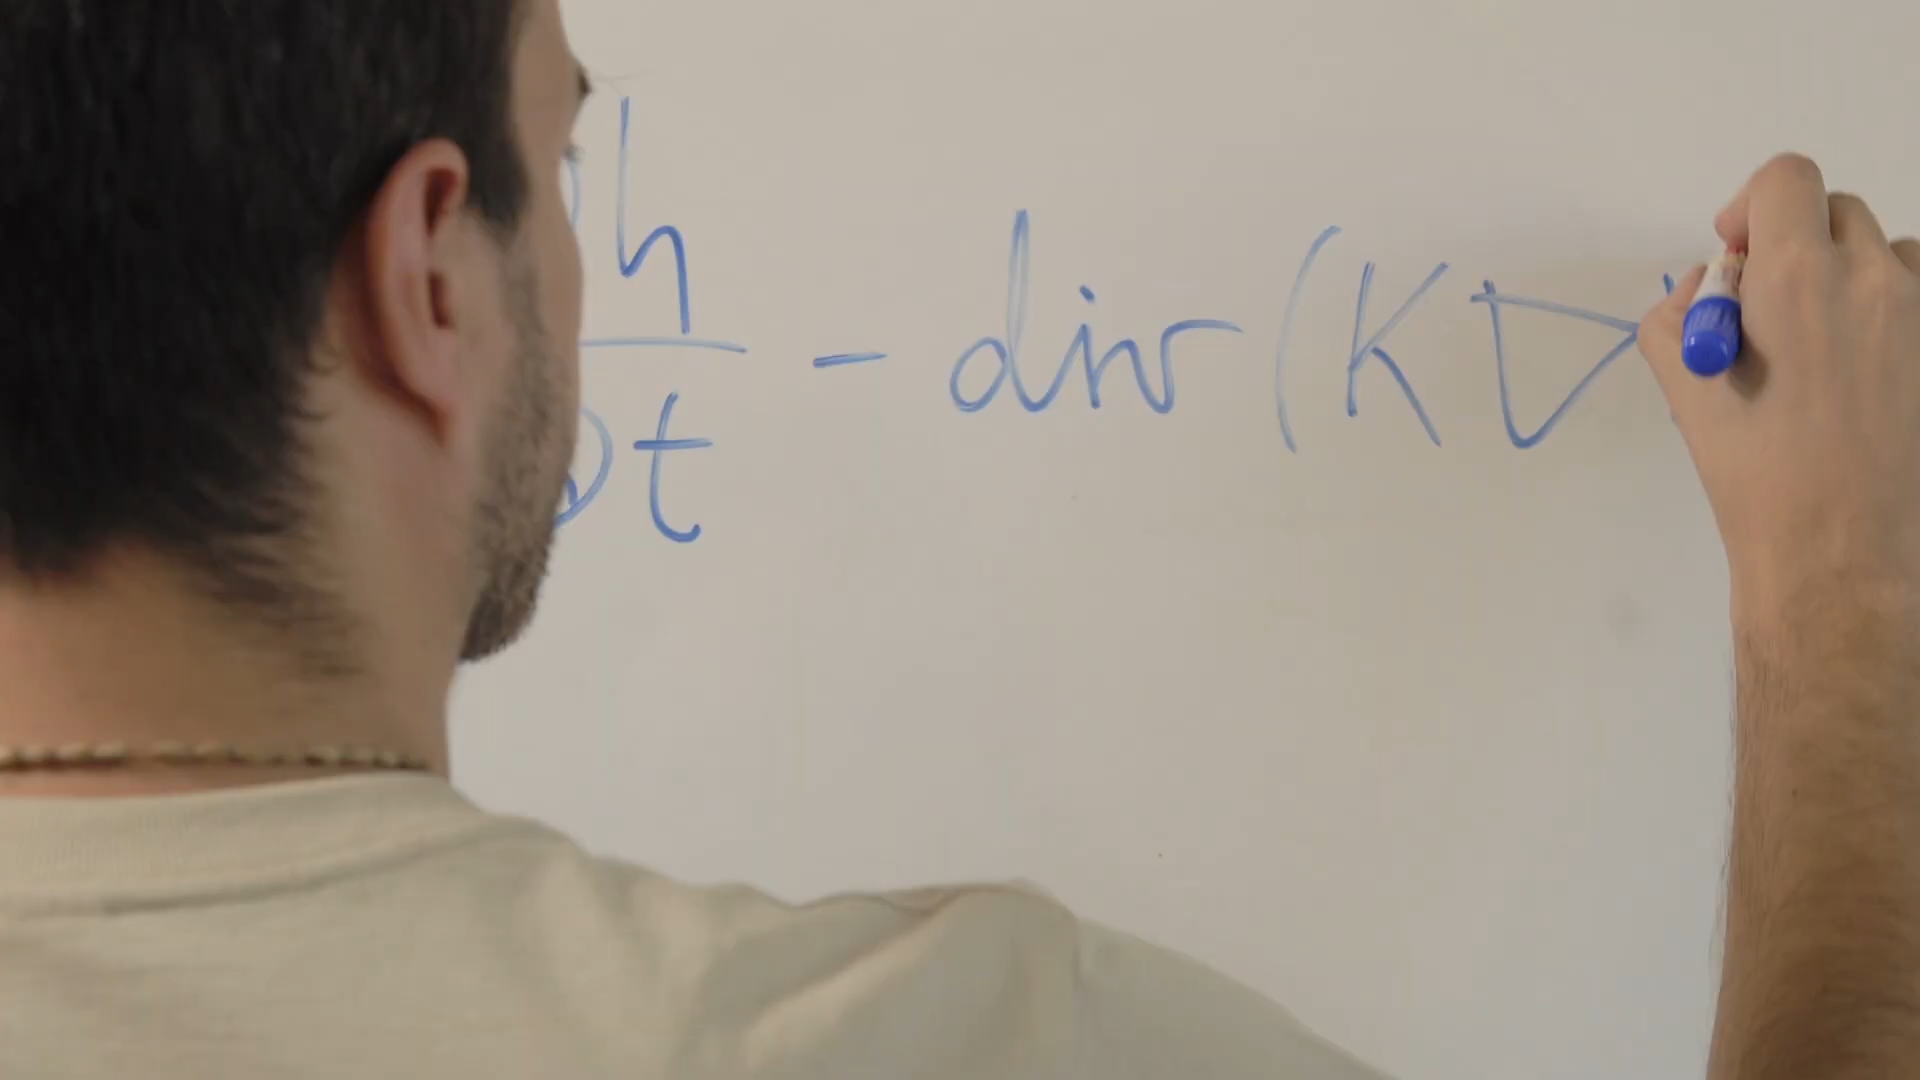 ∂h
∂t - div (K ∇